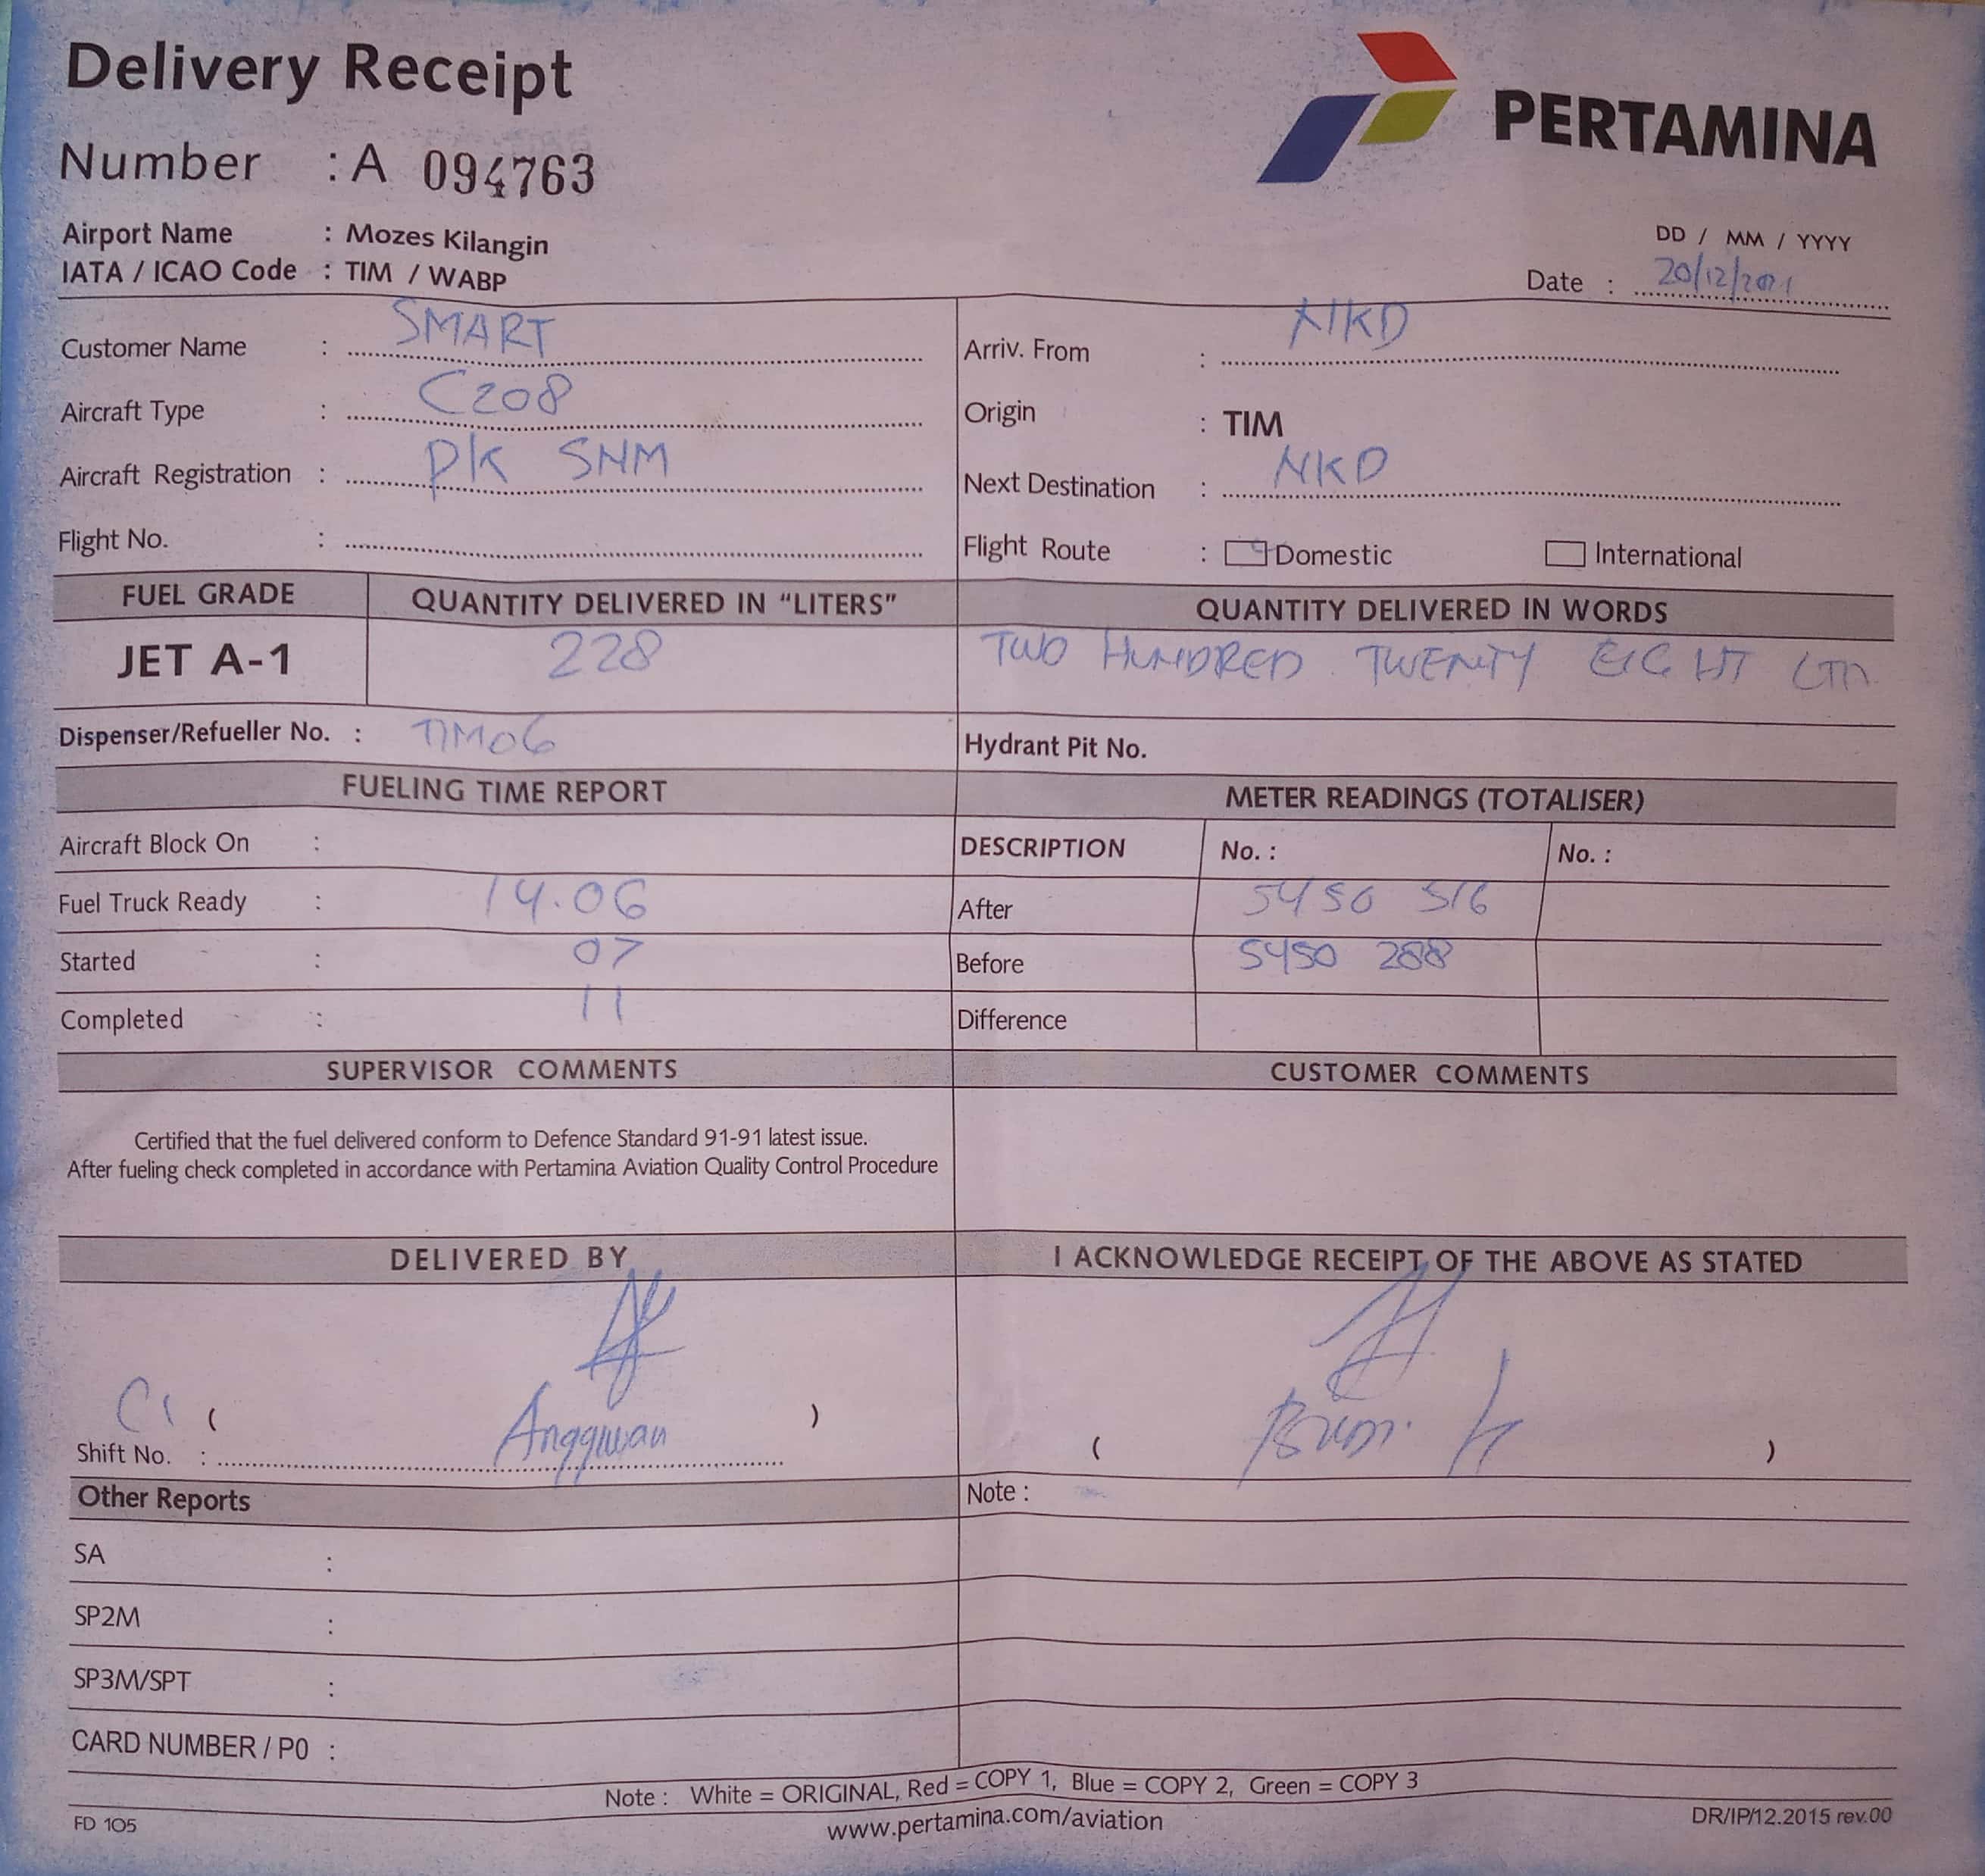 Delivery Receipt
PERTAMINA
Number : A 094763
Airport Name : Mozes Kilangin
IATA / ICAO Code : TIM / WABP
DD / MM / YYYY
Date : 20/12/2021
Customer Name : SMART
Arriv. From : NKD
Aircraft Type : C208
Origin : TIM
Aircraft Registration : PK SNM
Next Destination : NKD
Flight No. :
Flight Route : Domestic International
FUEL GRADE QUANTITY DELIVERED IN “LITERS” QUANTITY DELIVERED IN WORDS
JET A-1 228 TWO HUNDRED TWENTY EIGHT LTR
Dispenser/Refueller No. : TIM06 Hydrant Pit No.
FUELING TIME REPORT METER READINGS (TOTALISER)
Aircraft Block On : DESCRIPTION No. : No. :
Fuel Truck Ready : 14.06 After 5450 516
Started : 07 Before 5450 288
Completed : 11 Difference
SUPERVISOR COMMENTS CUSTOMER COMMENTS
Certified that the fuel delivered conform to Defence Standard 91-91 latest issue.
After fueling check completed in accordance with Pertamina Aviation Quality Control Procedure
DELIVERED BY I ACKNOWLEDGE RECEIPT OF THE ABOVE AS STATED
( )
Shift No. : ( )
Other Reports Note :
SA :
SP2M :
SP3M/SPT :
CARD NUMBER / P0 :
Note : White = ORIGINAL, Red = COPY 1, Blue = COPY 2, Green = COPY 3
FD 105 www.pertamina.com/aviation DR/IP/12.2015 rev.00